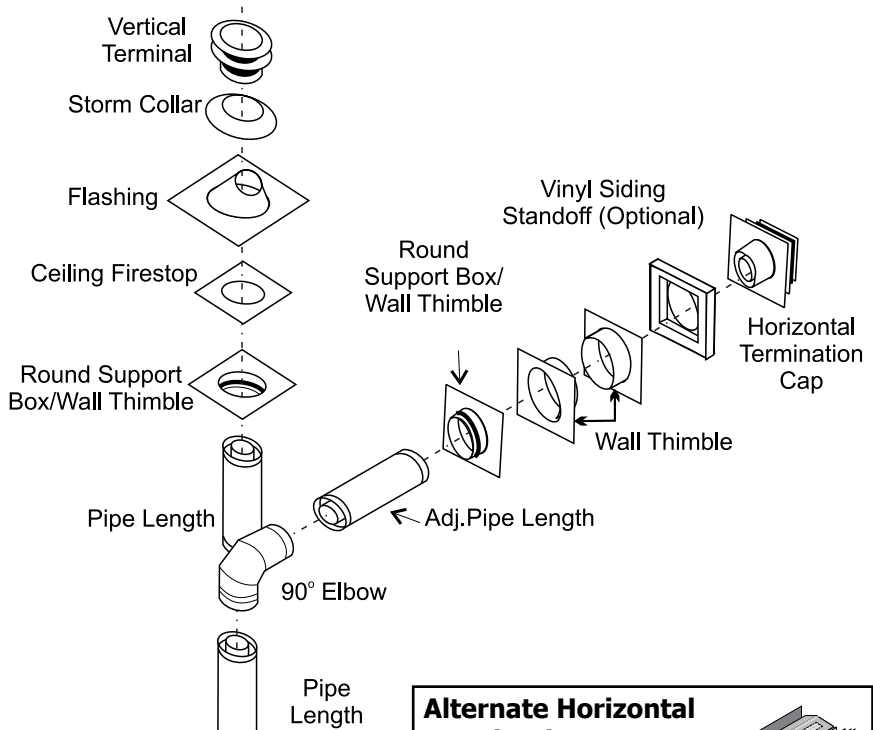 Vertical
Terminal
Storm Collar
Flashing
Ceiling Firestop
Round Support
Box/Wall Thimble
Pipe Length
90° Elbow
Pipe
Length
Adj.Pipe Length
Round
Support Box/
Wall Thimble
Wall Thimble
Vinyl Siding
Standoff (Optional)
Horizontal
Termination
Cap
Alternate Horizontal